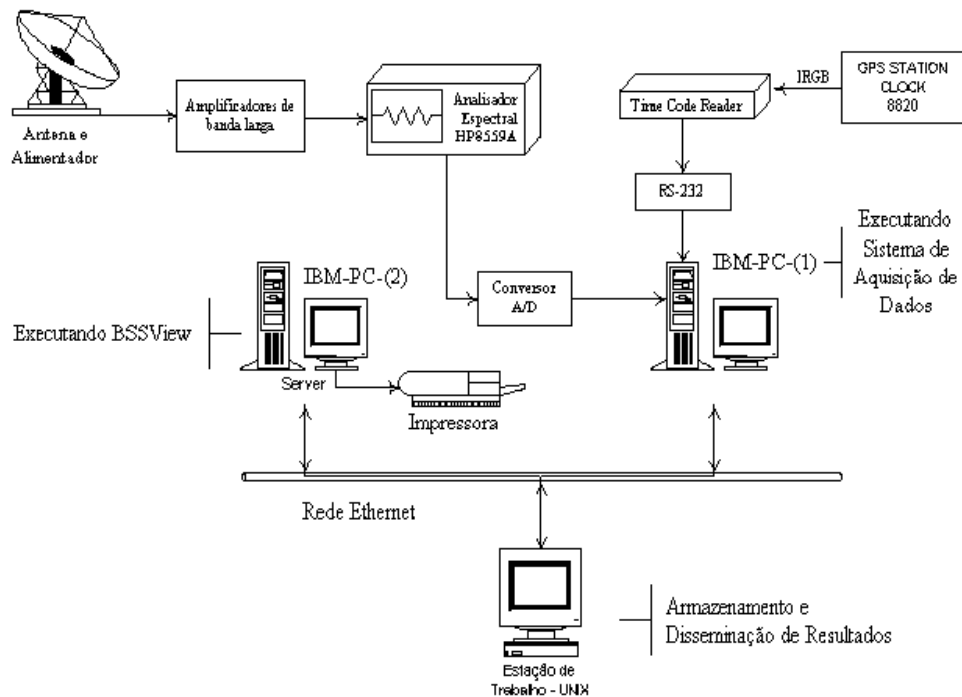 Antena e
Alimentador
Amplificadores de
banda larga
Analisador
Espectral
HP8559A
Time Code Reader
IRGB
GPS STATION
CLOCK
8820
RS-232
IBM-PC-(1)
Executando
Sistema de
Aquisição de
Dados
Conversor
A/D
IBM-PC-(2)
Executando BSSView
Server
Impressora
Rede Ethernet
Armazenamento e
Disseminação de Resultados
Estação de
Trabalho - UNIX